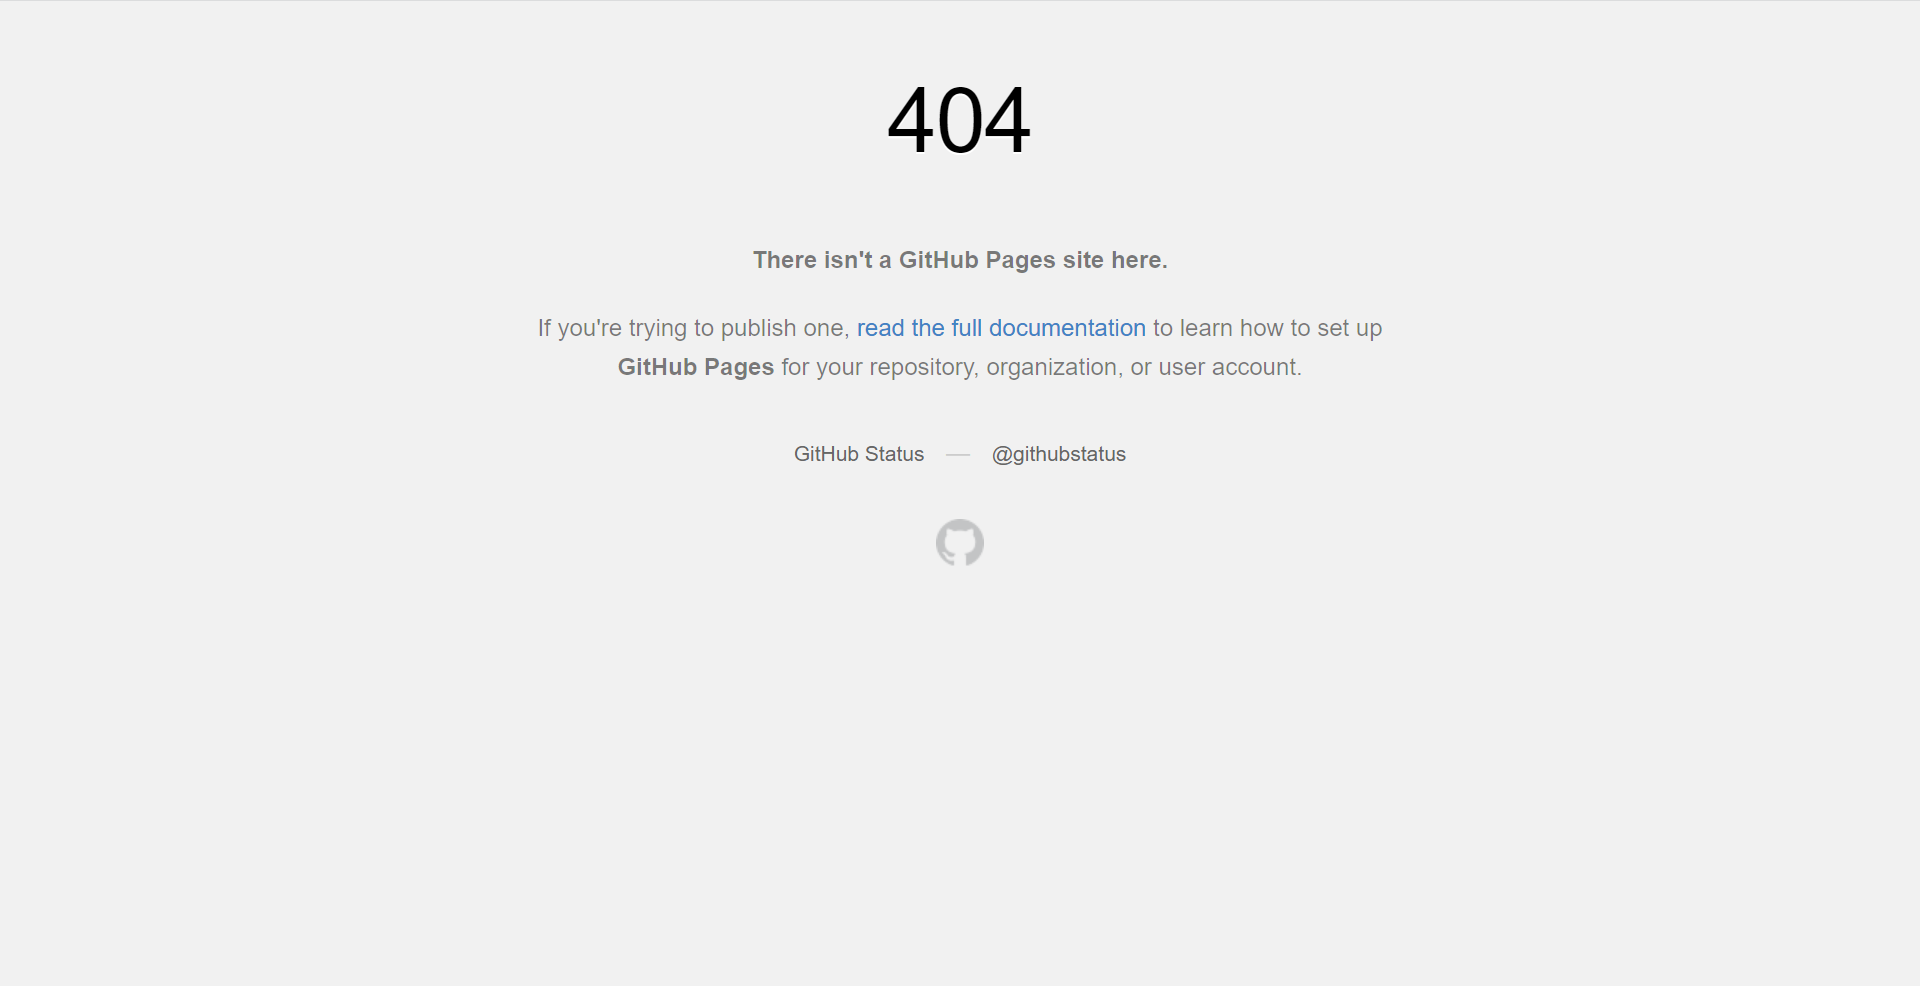 404
There isn't a GitHub Pages site here.
If you're trying to publish one, read the full documentation to learn how to set up
GitHub Pages for your repository, organization, or user account.
GitHub Status — @githubstatus